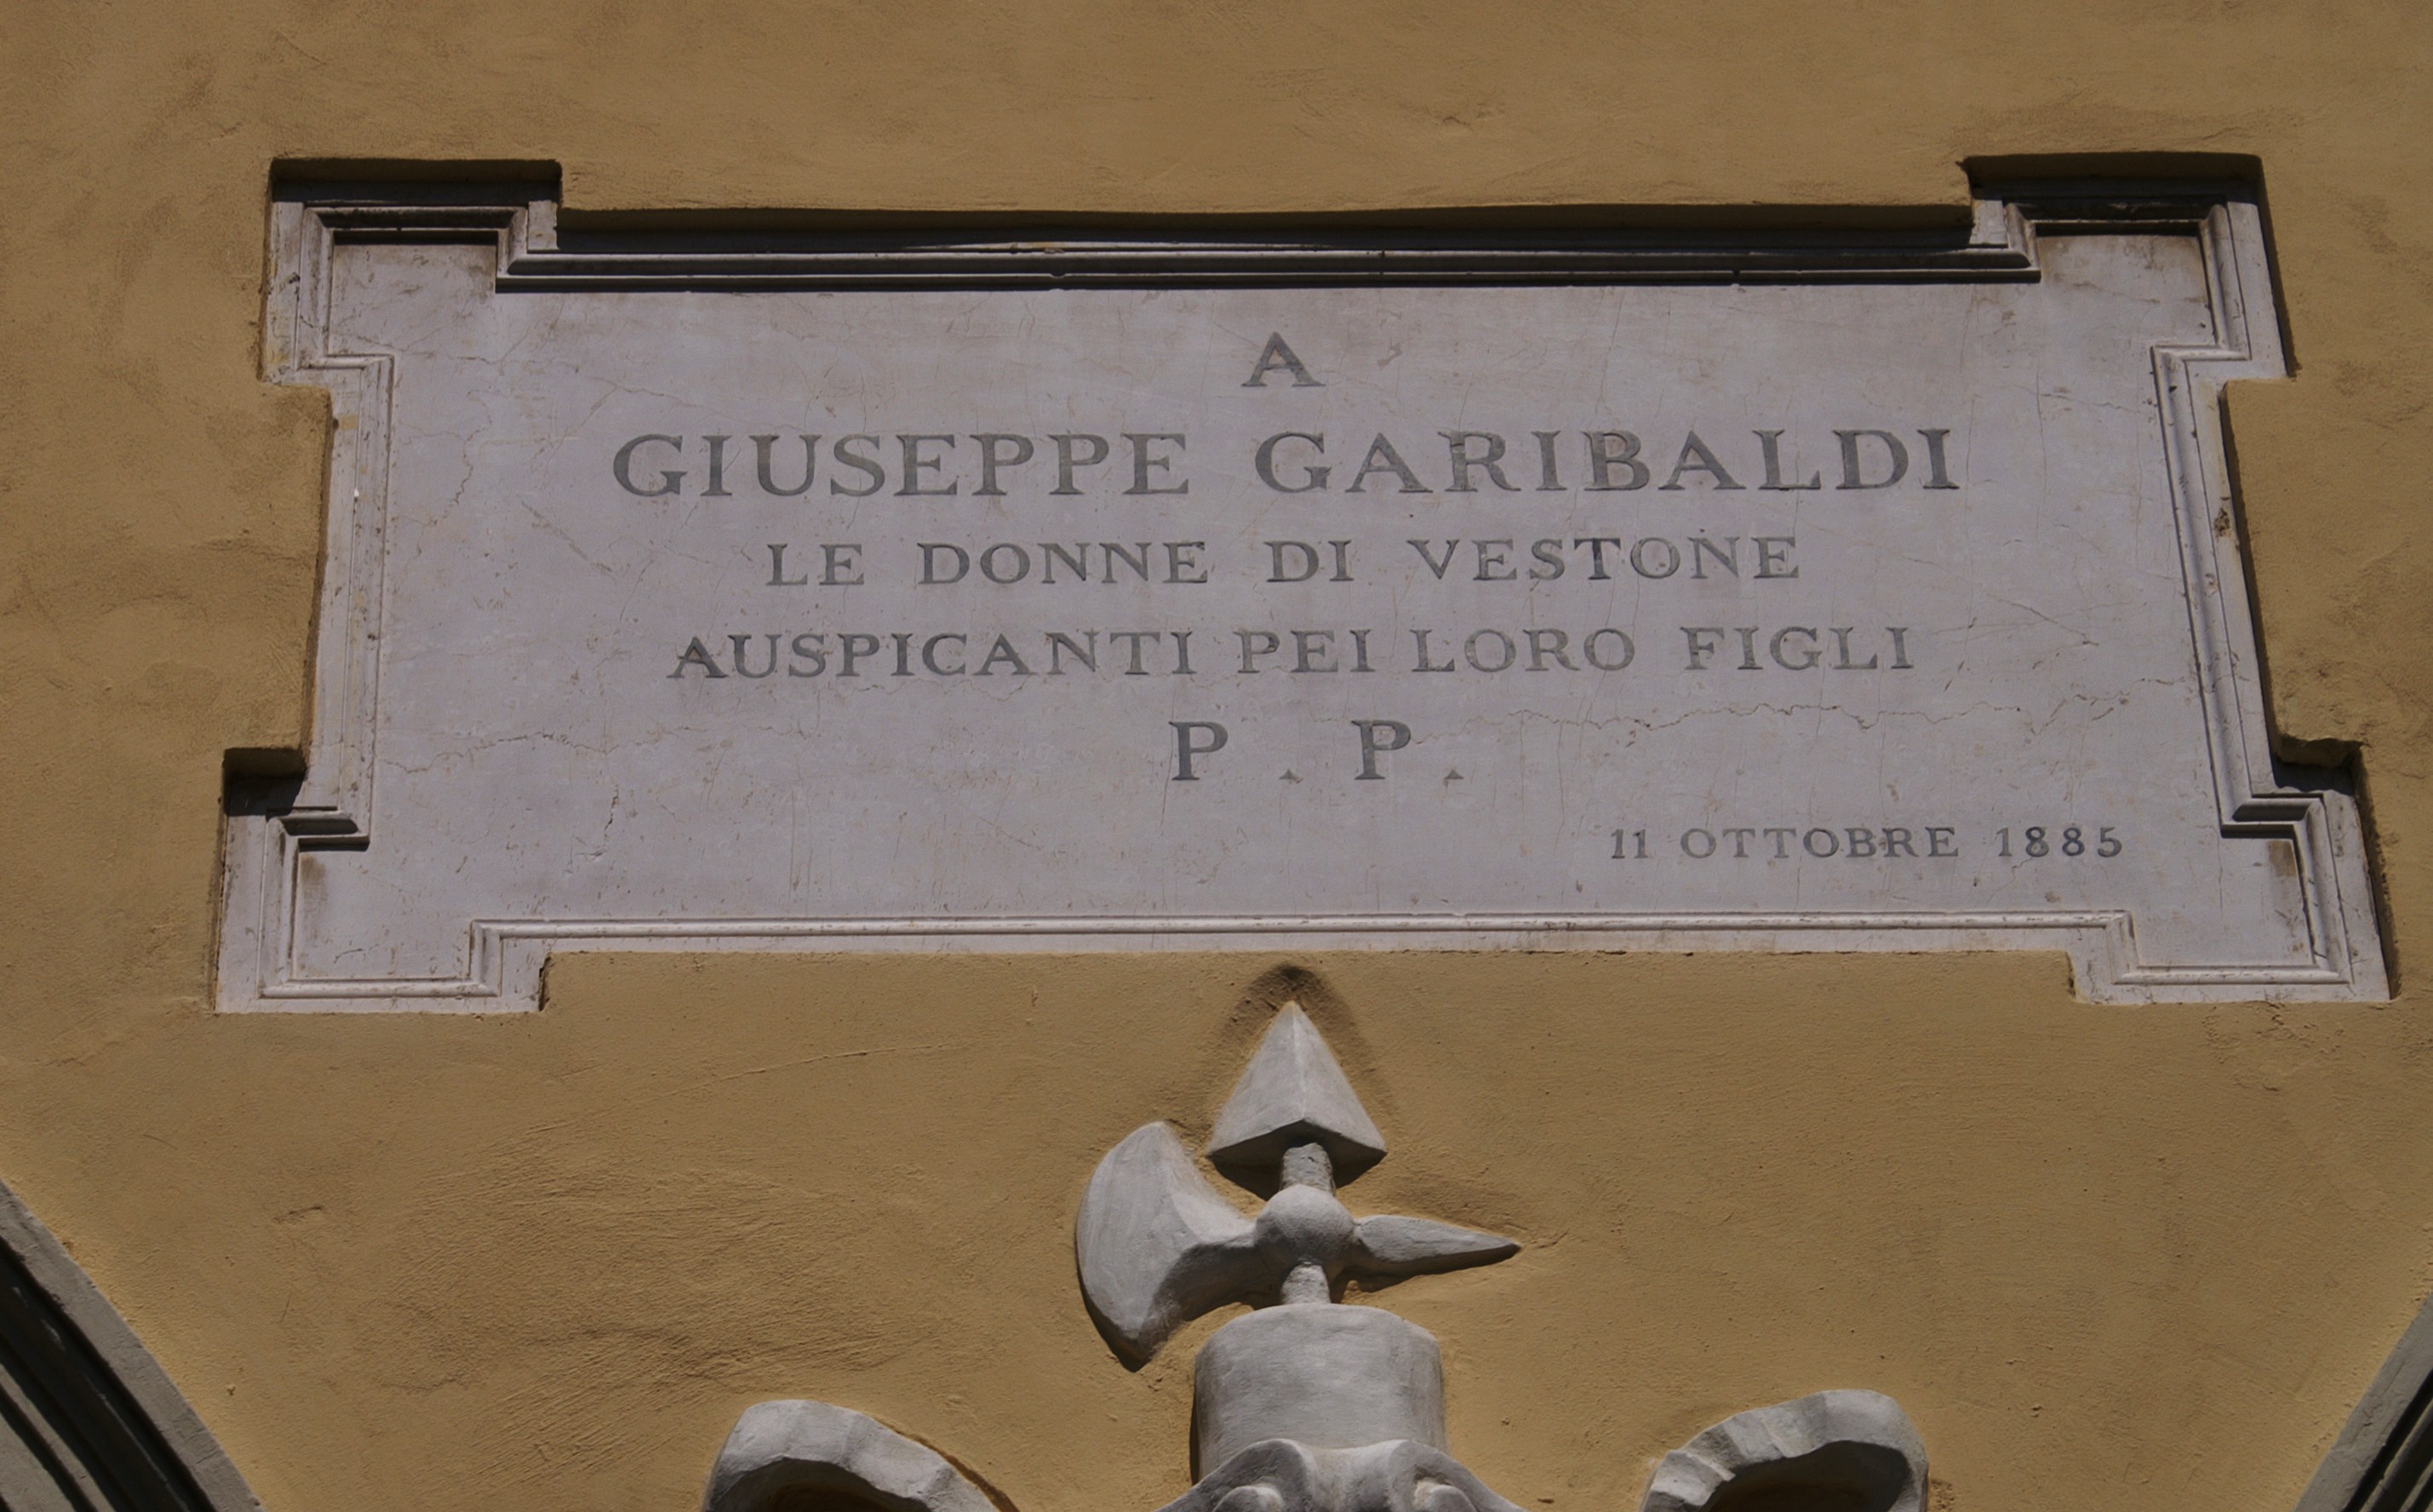 A
GIUSEPPE GARIBALDI
LE DONNE DI VESTONE
AUSPICANTI PEI LORO FIGLI
P. P.
11 OTTOBRE 1885